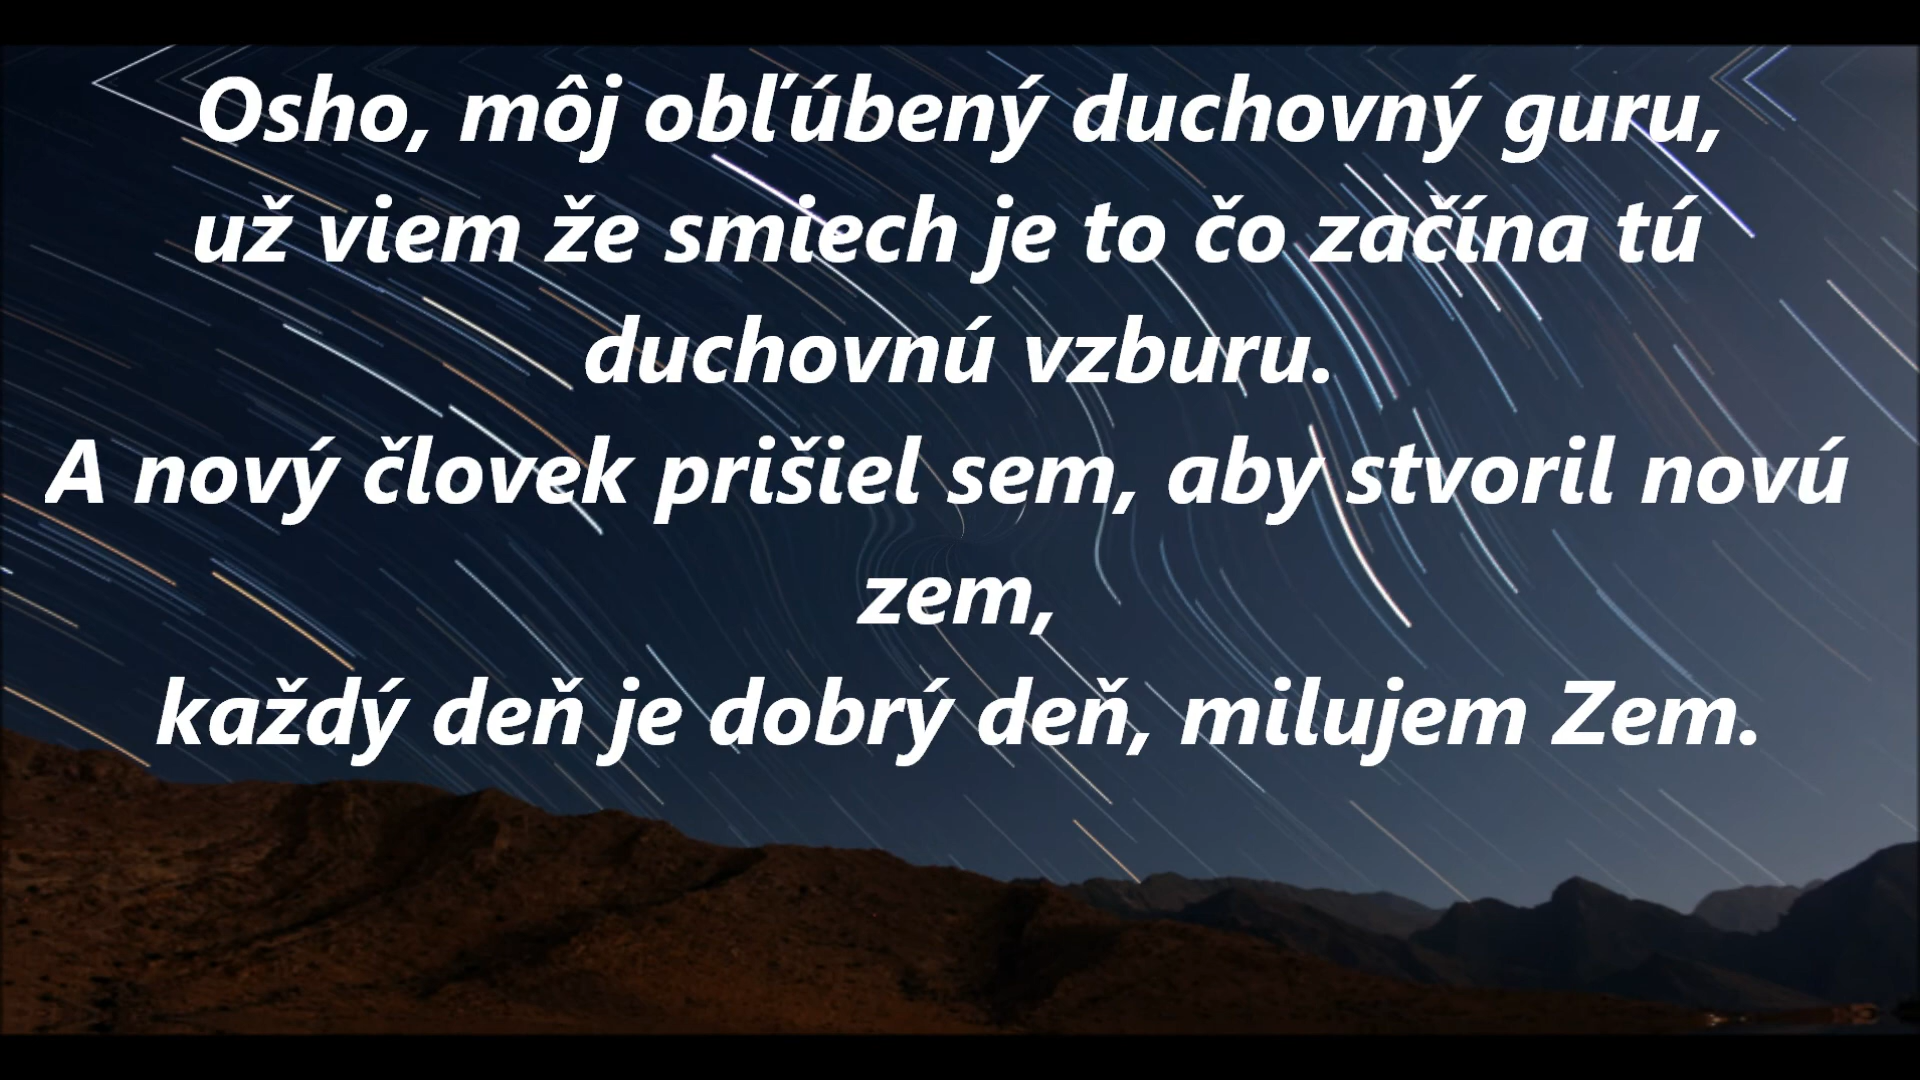 Osho, môj obľúbený duchovný guru,
už viem že smiech je to čo začína tú
duchovnú vzburu.
A nový človek prišiel sem, aby stvoril novú
zem,
každý deň je dobrý deň, milujem Zem.